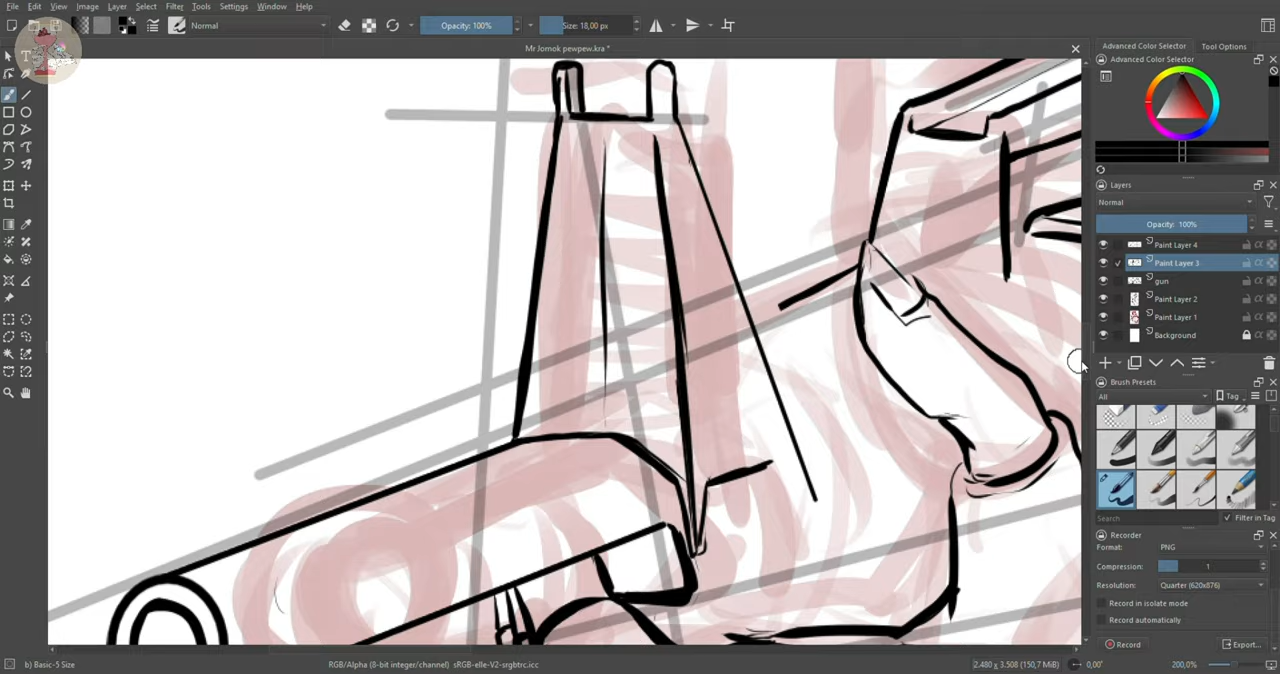 File Edit View Image Layer Select Filter Tools Settings Window Help
Normal Opacity: 100% Size: 18,00 px
Mr Jomok pewpew.kra *
Advanced Color Selector Tool Options
Advanced Color Selector
Layers
Normal
Opacity: 100%
Paint Layer 4
Paint Layer 3
gun
Paint Layer 2
Paint Layer 1
Background
Brush Presets
All Tag
Search Filter in Tag
Recorder
Format: PNG
Compression: 1
Resolution: Quarter (620x876)
Record in isolate mode
Record automatically
Record Export...
b) Basic-5 Size RGB/Alpha (8-bit integer/channel) sRGB-elle-V2-srgbtrc.icc 2.480 x 3.508 (150,7 MiB) 0,00° 200,0%